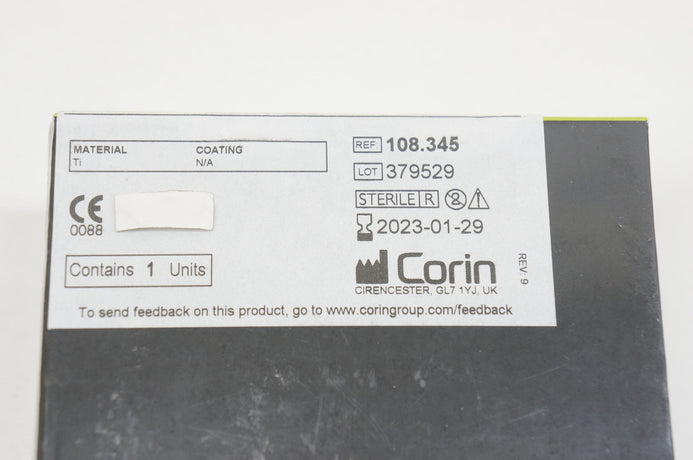 MATERIAL COATING
Ti N/A
REF 108.345
LOT 379529
STERILE R 2
2023-01-29
CE
0088
Contains 1 Units
Corin
CIRENCESTER, GL7 1YJ, UK
REV: 9
To send feedback on this product, go to www.coringroup.com/feedback